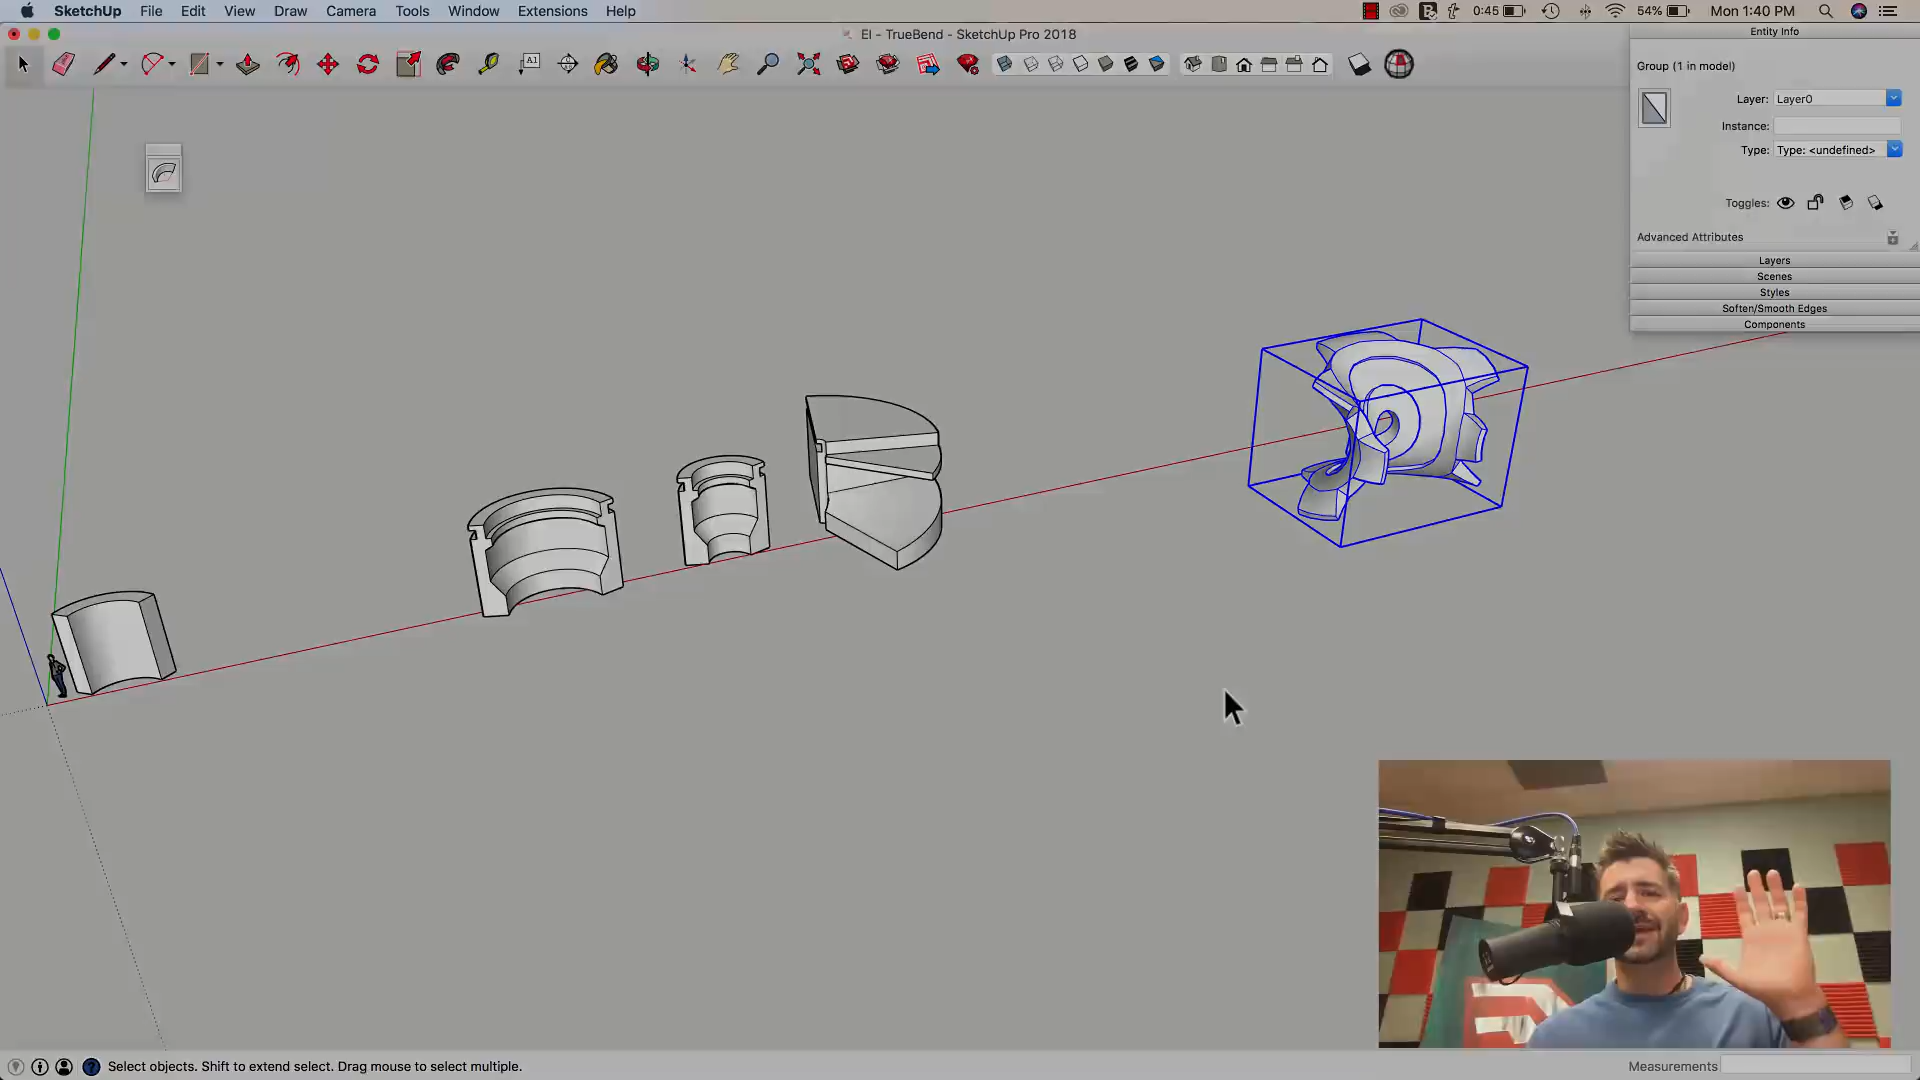 SketchUp File Edit View Draw Camera Tools Window Extensions Help
0:45 54% Mon 1:40 PM
EI - TrueBend - SketchUp Pro 2018
Entity Info
Group (1 in model)
Layer: Layer0
Instance:
Type: Type: <undefined>
Toggles:
Advanced Attributes
Layers
Scenes
Styles
Soften/Smooth Edges
Components
A1
Select objects. Shift to extend select. Drag mouse to select multiple.
Measurements